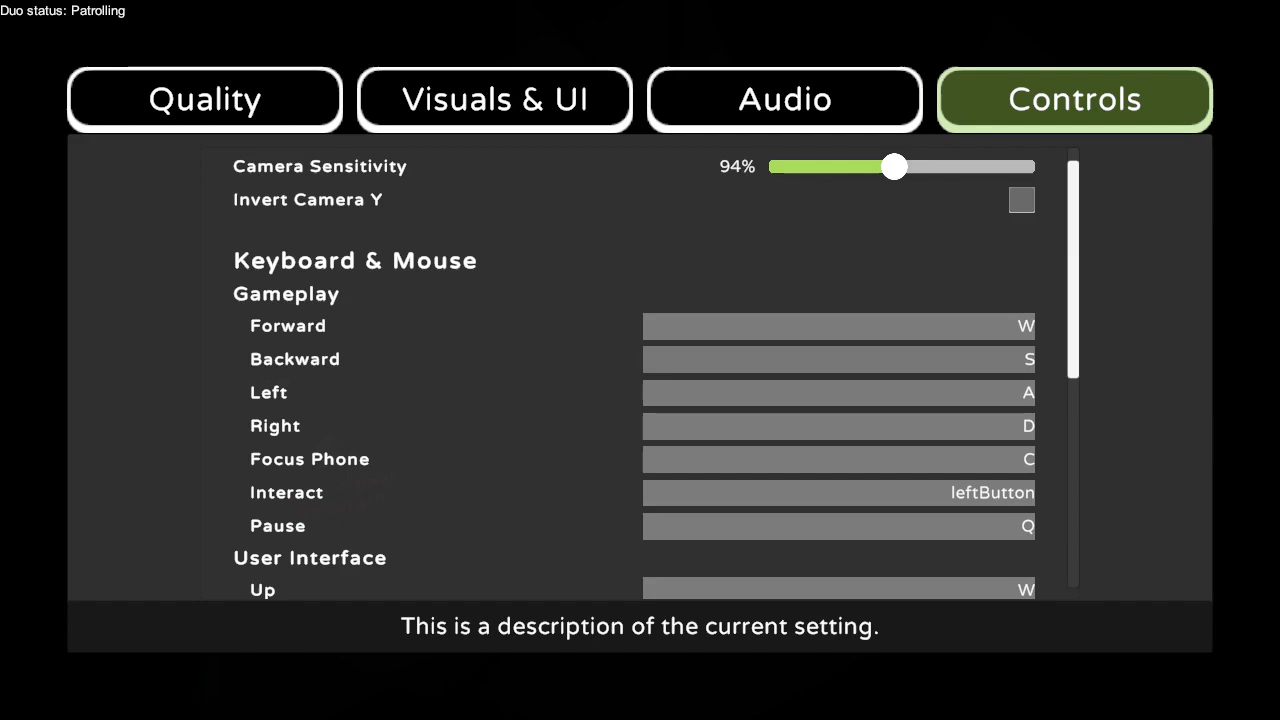 Duo status: Patrolling
Quality
Visuals & UI
Audio
Controls
Camera Sensitivity 94%
Invert Camera Y
Keyboard & Mouse
Gameplay
Forward W
Backward S
Left A
Right D
Focus Phone C
Interact leftButton
Pause Q
User Interface
Up W
This is a description of the current setting.